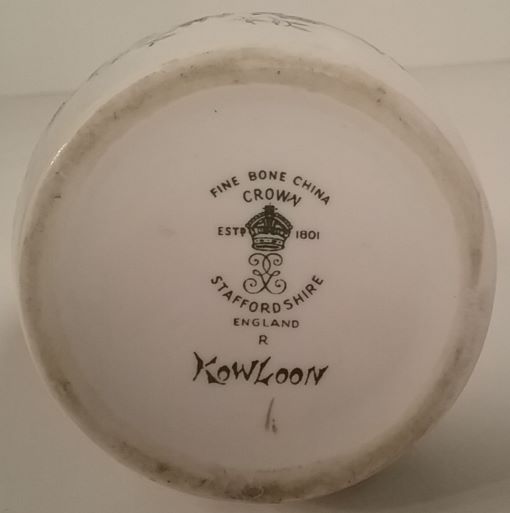 FINE BONE CHINA
CROWN
ESTD 1801
STAFFORDSHIRE
ENGLAND
R
KOWLOON